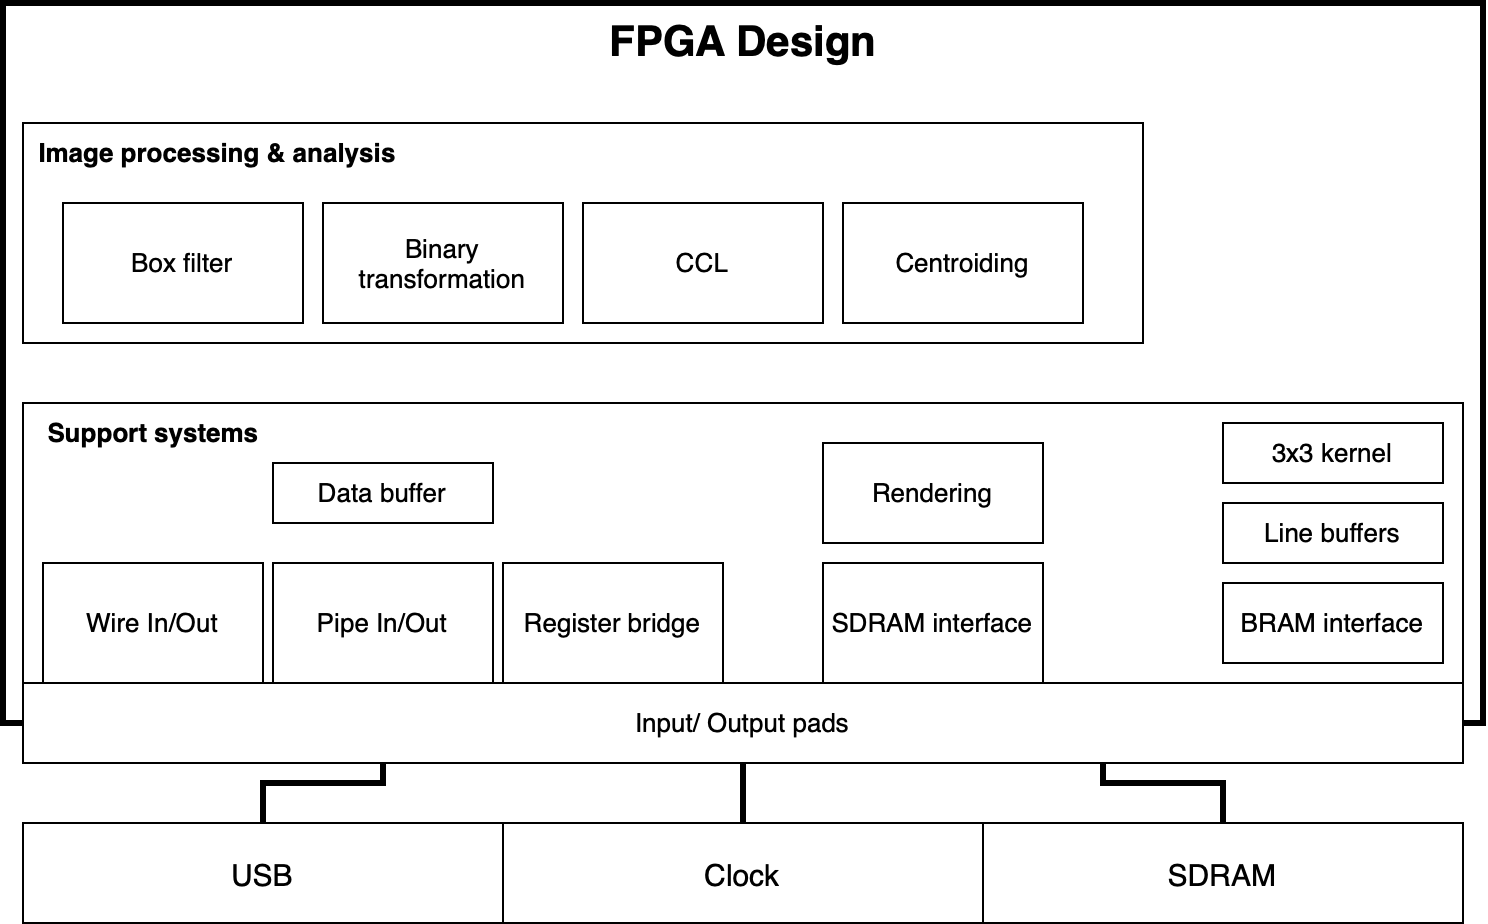 FPGA Design
Image processing & analysis
Box filter
Binary
transformation
CCL
Centroiding
Support systems
Data buffer
Rendering
3x3 kernel
Line buffers
Wire In/Out
Pipe In/Out
Register bridge
SDRAM interface
BRAM interface
Input/ Output pads
USB
Clock
SDRAM